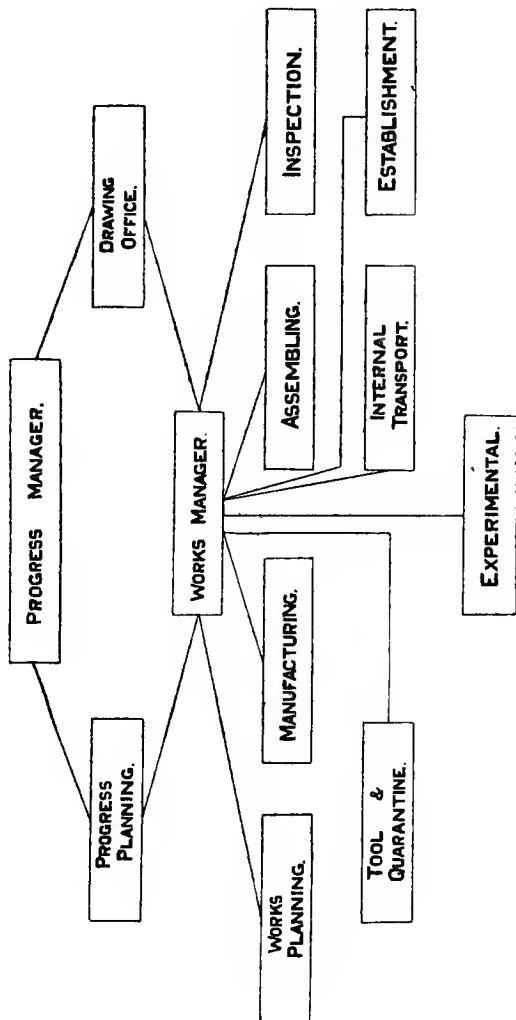 PROGRESS MANAGER.
PROGRESS
PLANNING.
DRAWING
OFFICE.
WORKS MANAGER.
WORKS
PLANNING.
MANUFACTURING.
ASSEMBLING.
INSPECTION.
TOOL &
QUARANTINE.
INTERNAL
TRANSPORT.
ESTABLISHMENT.
EXPERIMENTAL.